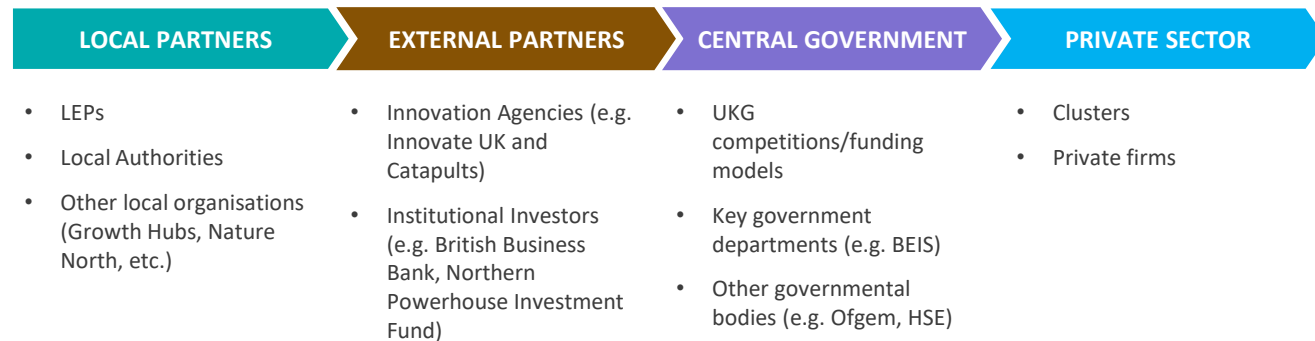 LOCAL PARTNERS
EXTERNAL PARTNERS
CENTRAL GOVERNMENT
PRIVATE SECTOR
• LEPs
• Local Authorities
• Other local organisations
(Growth Hubs, Nature
North, etc.)
• Innovation Agencies (e.g.
Innovate UK and
Catapults)
• Institutional Investors
(e.g. British Business
Bank, Northern
Powerhouse Investment
Fund)
• UKG
competitions/funding
models
• Key government
departments (e.g. BEIS)
• Other governmental
bodies (e.g. Ofgem, HSE)
• Clusters
• Private firms